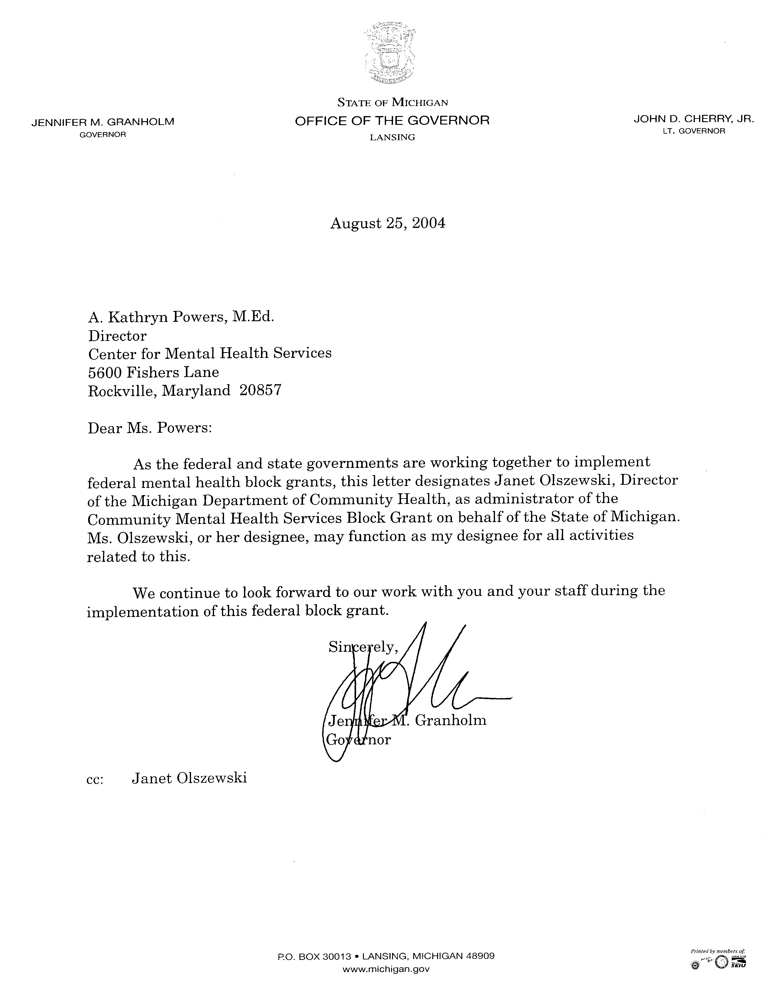 STATE OF MICHIGAN
JENNIFER M. GRANHOLM
GOVERNOR
OFFICE OF THE GOVERNOR
LANSING
JOHN D. CHERRY, JR.
LT. GOVERNOR
August 25, 2004
A. Kathryn Powers, M.Ed.
Director
Center for Mental Health Services
5600 Fishers Lane
Rockville, Maryland 20857
Dear Ms. Powers:
As the federal and state governments are working together to implement
federal mental health block grants, this letter designates Janet Olszewski, Director
of the Michigan Department of Community Health, as administrator of the
Community Mental Health Services Block Grant on behalf of the State of Michigan.
Ms. Olszewski, or her designee, may function as my designee for all activities
related to this.
We continue to look forward to our work with you and your staff during the
implementation of this federal block grant.
Sincerely,
Jennifer M. Granholm
Governor
cc: Janet Olszewski
P.O. BOX 30013 • LANSING, MICHIGAN 48909
www.michigan.gov
Printed by members of:
SEIU